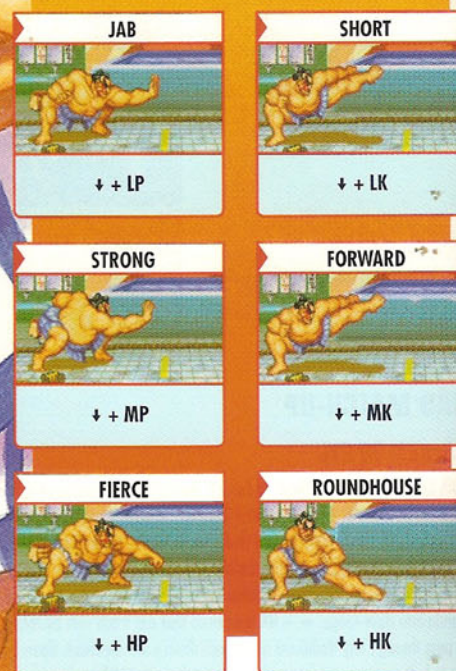 JAB
SHORT
↓ + LP
↓ + LK
STRONG
FORWARD
↓ + MP
↓ + MK
FIERCE
ROUNDHOUSE
↓ + HP
↓ + HK